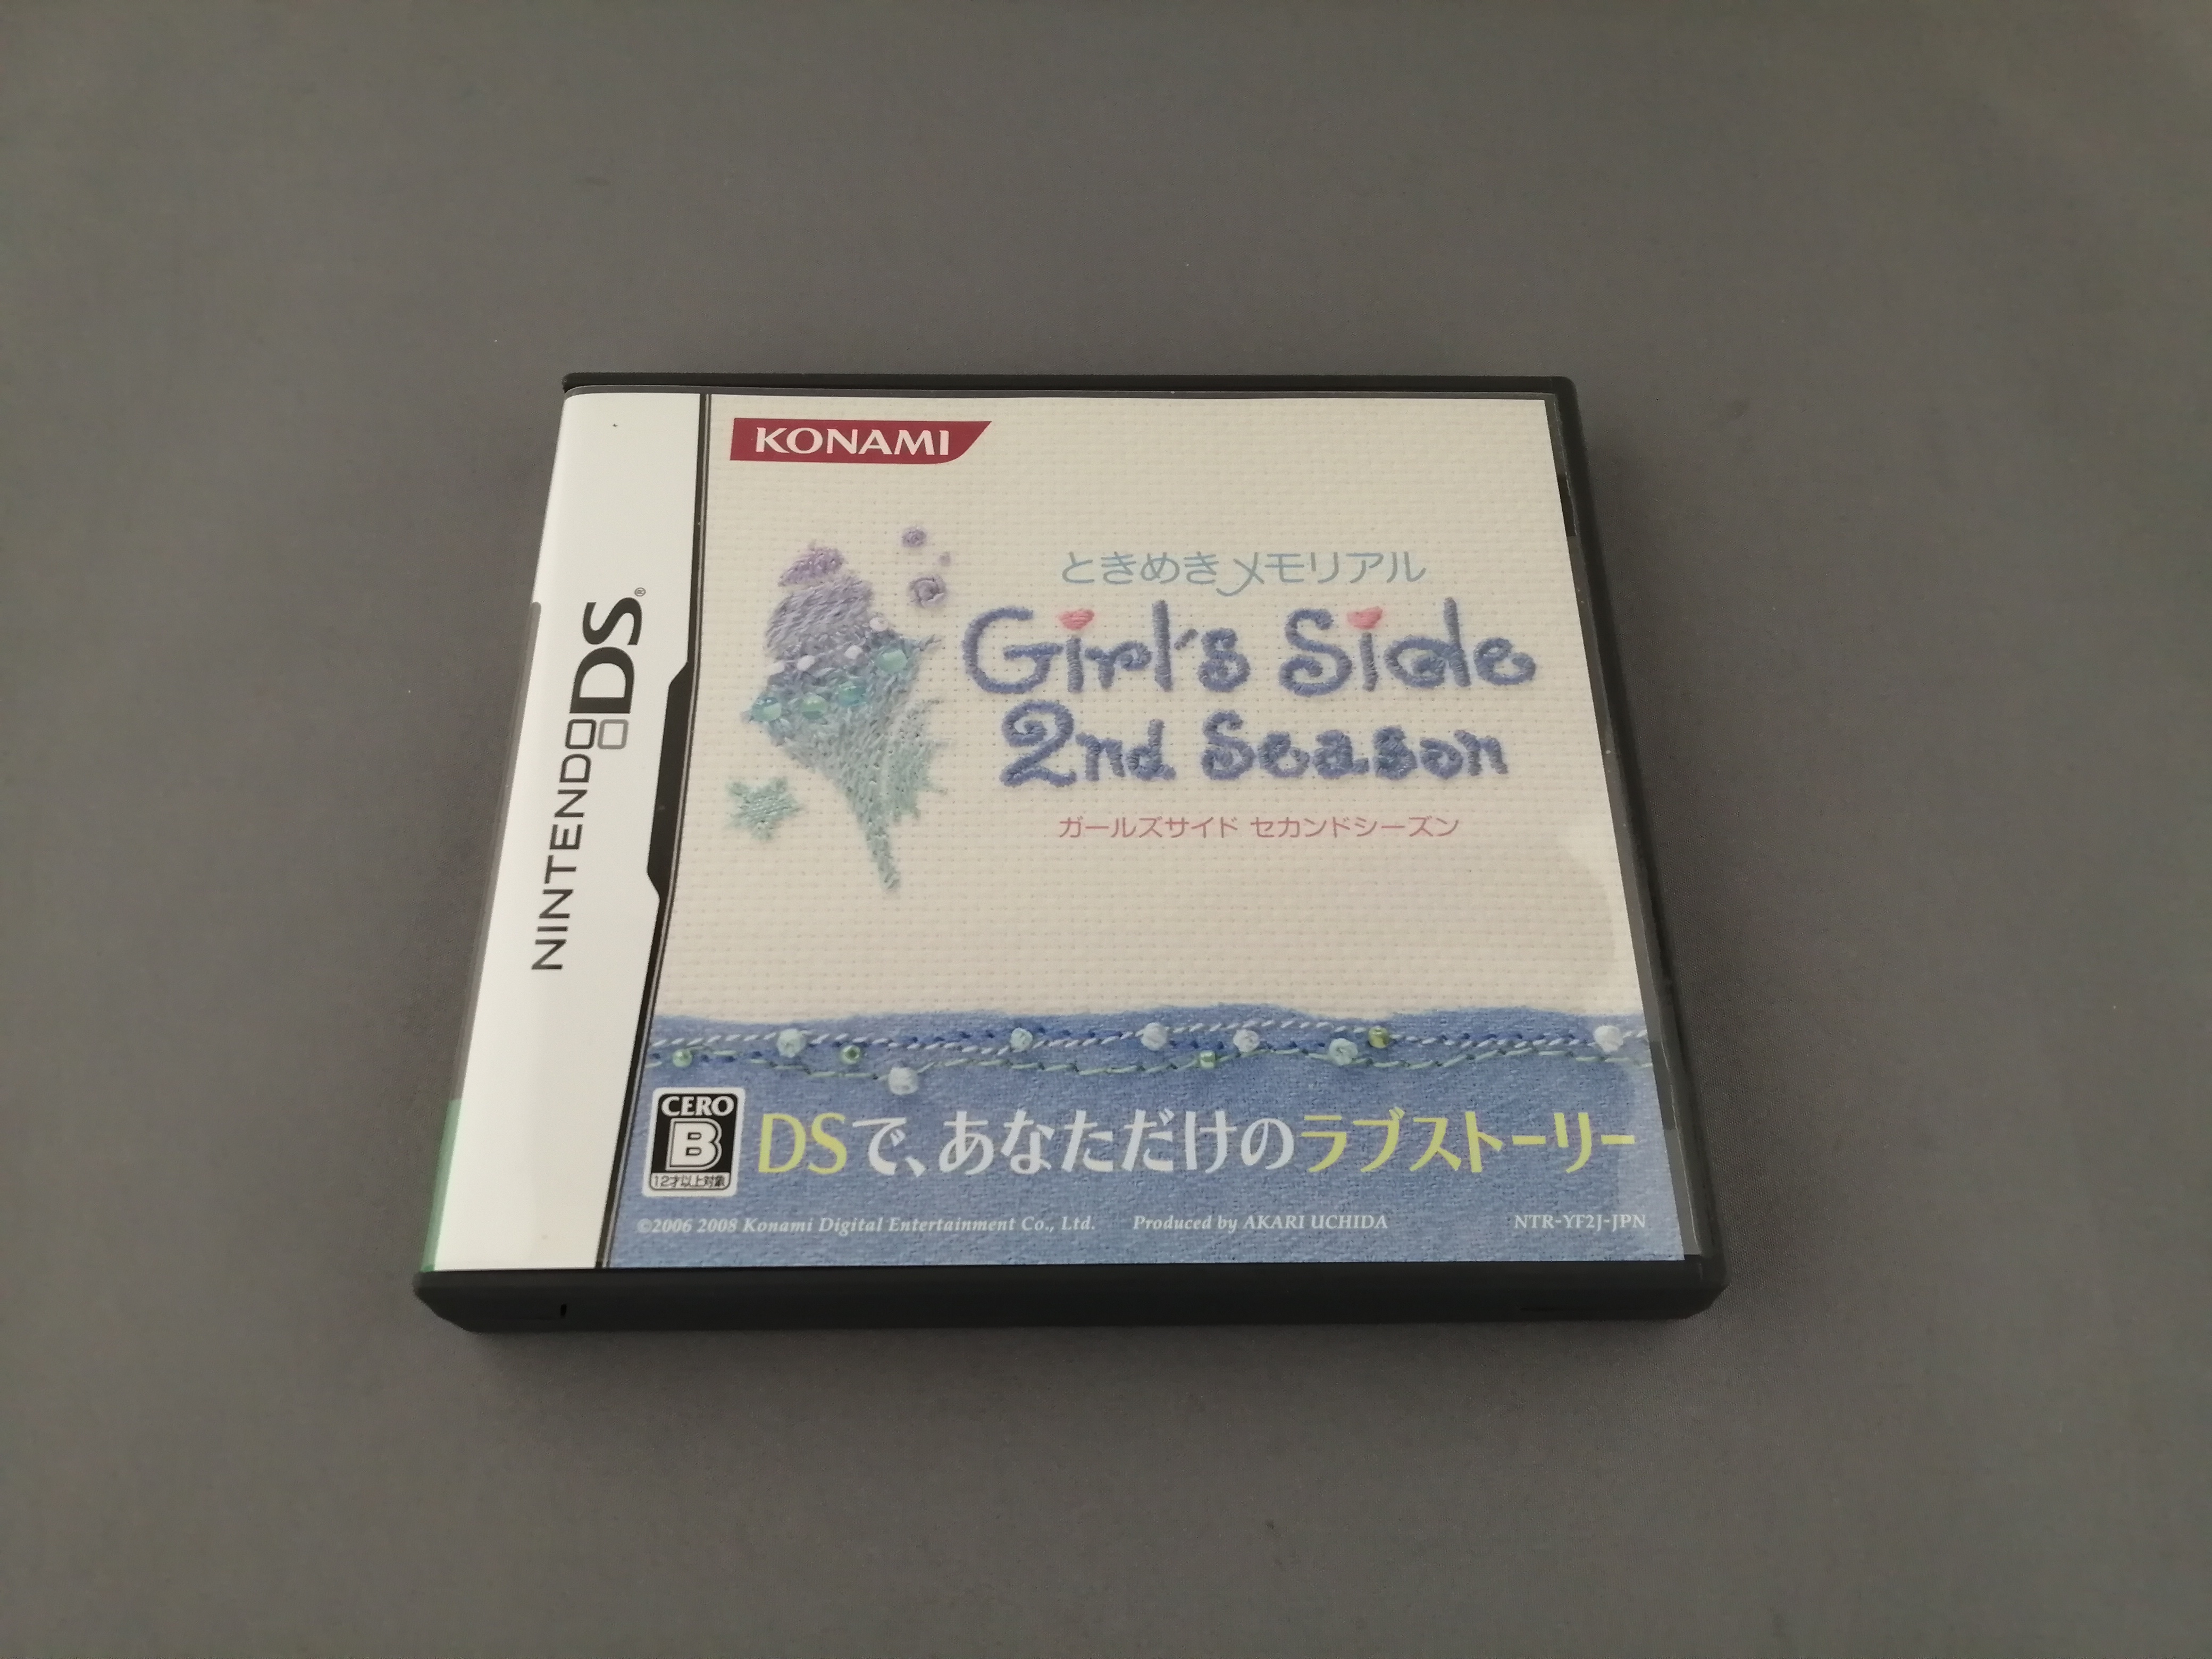 KONAMI
NINTENDO DS®
ときめきメモリアル
Girl's Side
2nd Season
ガールズサイド セカンドシーズン
CERO
B
12才以上対象
DSで、あなただけのラブストーリー
©2006 2008 Konami Digital Entertainment Co., Ltd. Produced by AKARI UCHIDA NTR-YF2J-JPN